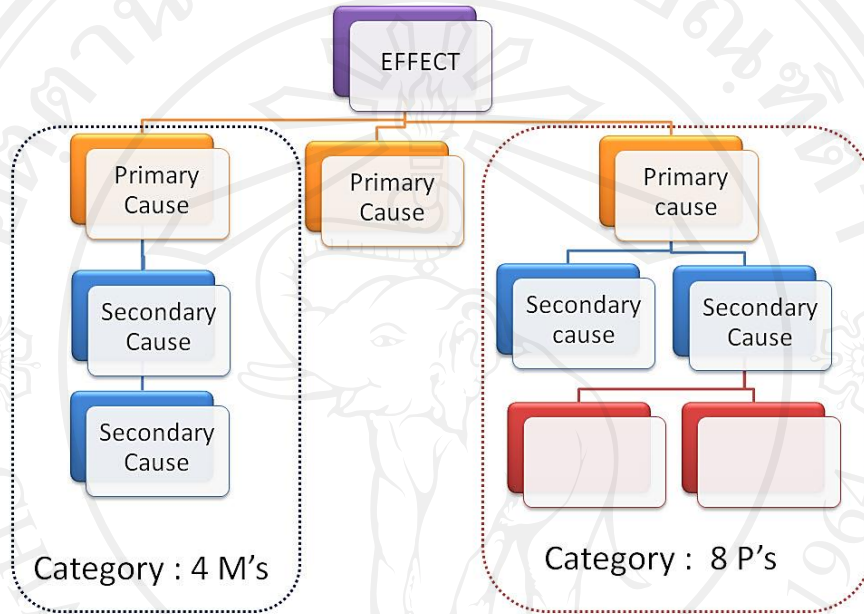 EFFECT
Primary
Cause
Primary
Cause
Primary
cause
Secondary
Cause
Secondary
cause
Secondary
Cause
Secondary
Cause
Category : 4 M's
Category :  8 P's